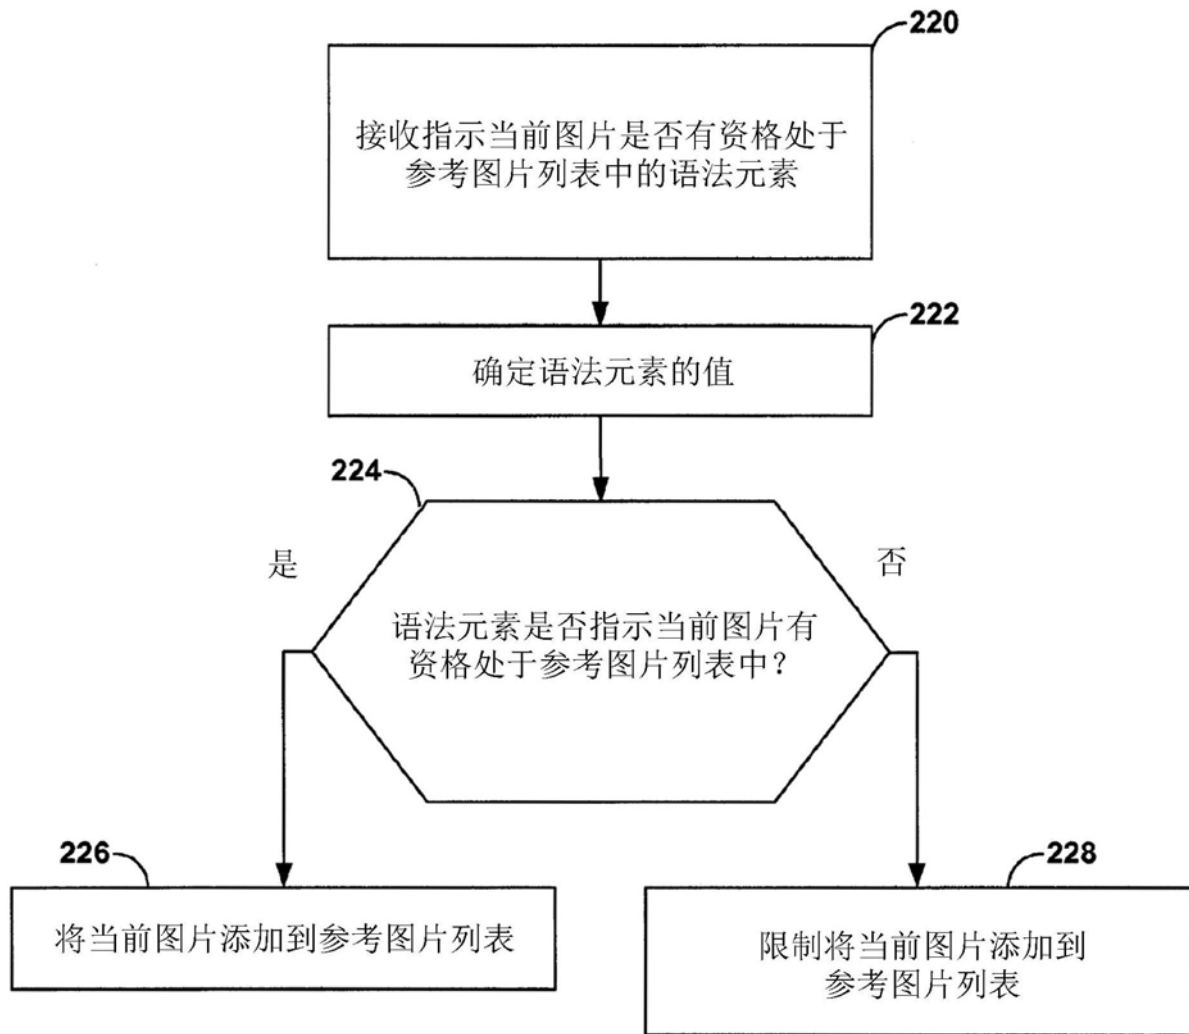 220
接收指示当前图片是否有资格处于
参考图片列表中的语法元素
222
确定语法元素的值
224
是
否
语法元素是否指示当前图片有
资格处于参考图片列表中？
226
228
将当前图片添加到参考图片列表
限制将当前图片添加到
参考图片列表